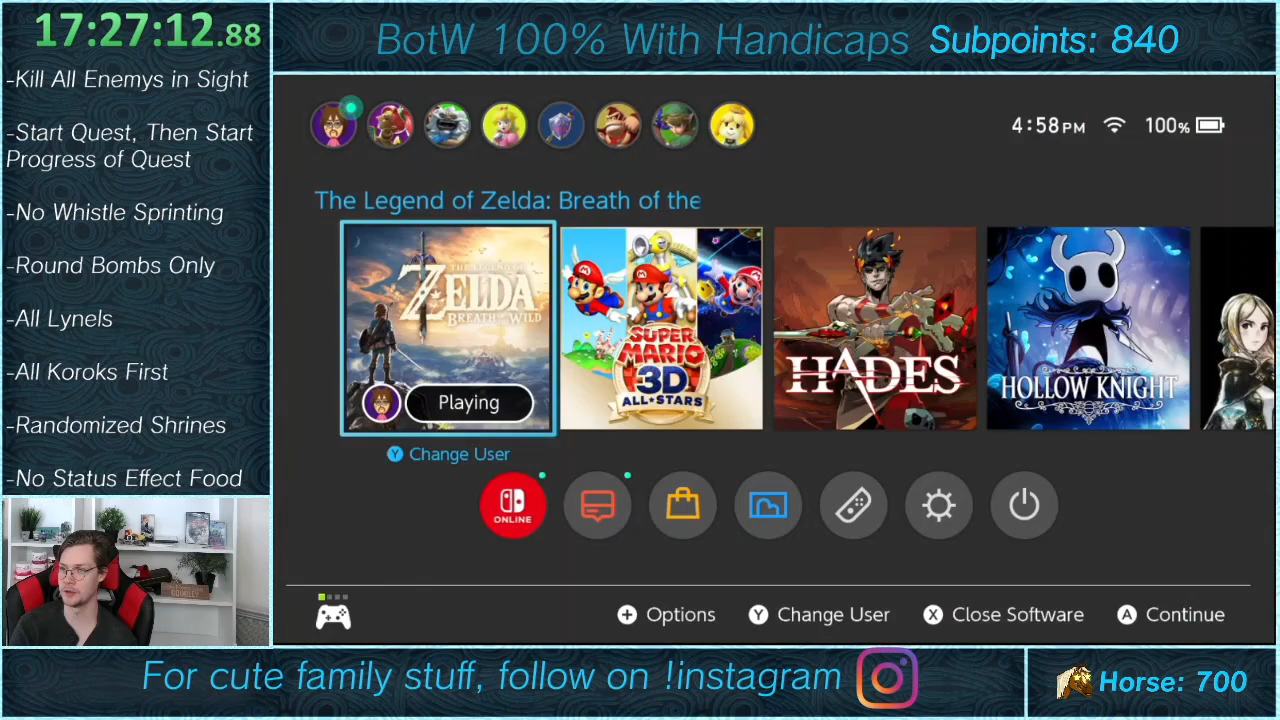 17:27:12.88
BotW 100% With Handicaps
Subpoints: 840
-Kill All Enemys in Sight
-Start Quest, Then Start
Progress of Quest
-No Whistle Sprinting
-Round Bombs Only
-All Lynels
-All Koroks First
-Randomized Shrines
-No Status Effect Food
4:58PM
100%
The Legend of Zelda: Breath of the
THE LEGEND OF
ZELDA
BREATH OF THE WILD
Playing
SUPER
MARIO
3D
ALL★STARS
HADES
HOLLOW KNIGHT
Y Change User
ONLINE
+ Options
Y Change User
X Close Software
A Continue
For cute family stuff, follow on !instagram
Horse: 700